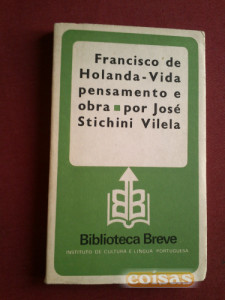 Francisco de
Holanda-Vida
pensamento e
obra ▪ por José
Stichini Vilela
BB
Biblioteca Breve
INSTITUTO DE CULTURA E LÍNGUA PORTUGUESA
coisas